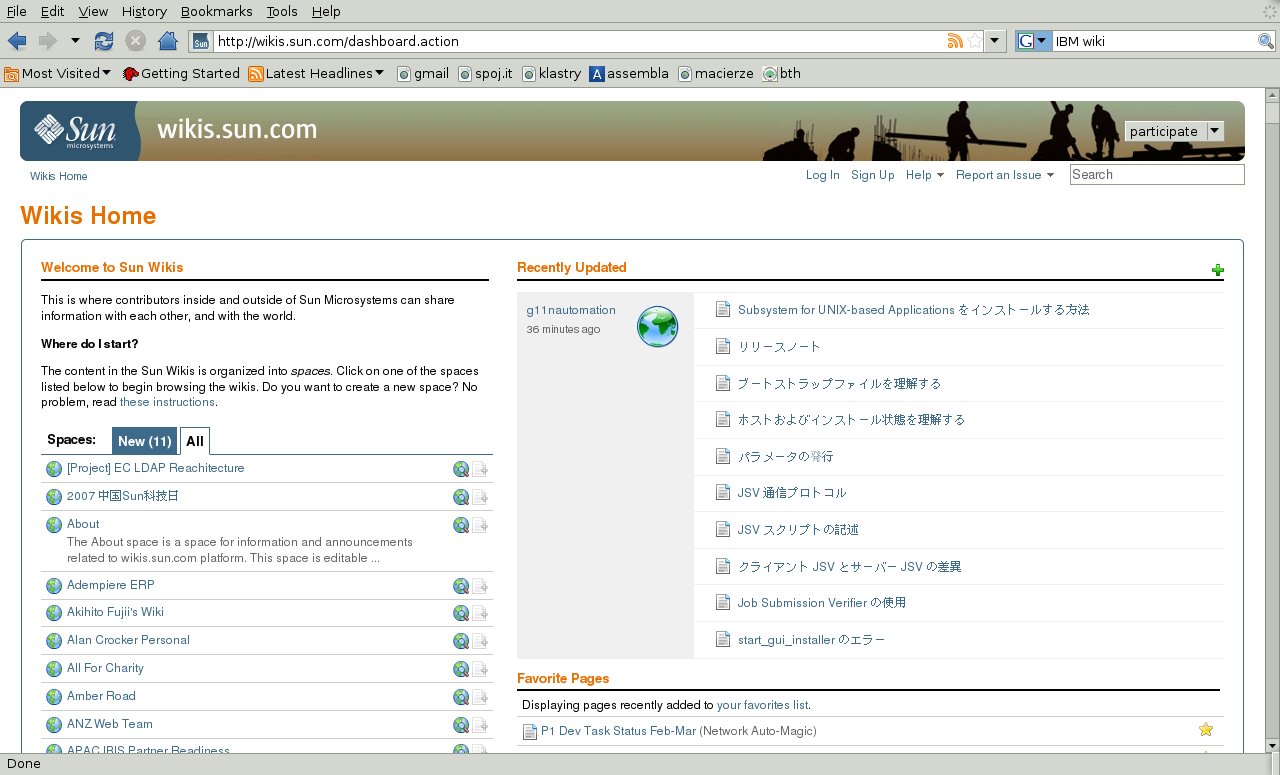 File Edit View History Bookmarks Tools Help
Sun http://wikis.sun.com/dashboard.action G IBM wiki
Most Visited Getting Started Latest Headlines gmail spoj.it klastry A assembla macierze bth
Sun microsystems wikis.sun.com participate
Wikis Home Log In Sign Up Help Report an Issue Search
Wikis Home
Welcome to Sun Wikis
This is where contributors inside and outside of Sun Microsystems can share
information with each other, and with the world.
Where do I start?
The content in the Sun Wikis is organized into spaces. Click on one of the spaces
listed below to begin browsing the wikis. Do you want to create a new space? No
problem, read these instructions.
Spaces: New (11) All
[Project] EC LDAP Reachitecture
2007 中国Sun科技日
About
The About space is a space for information and announcements
related to wikis.sun.com platform. This space is editable ...
Adempiere ERP
Akihito Fujii's Wiki
Alan Crocker Personal
All For Charity
Amber Road
ANZ Web Team
APAC IBIS Partner Readiness
Recently Updated
g11nautomation
36 minutes ago
Subsystem for UNIX-based Applications をインストールする方法
リリースノート
ブートストラップファイルを理解する
ホストおよびインストール状態を理解する
パラメータの発行
JSV 通信プロトコル
JSV スクリプトの記述
クライアント JSV とサーバー JSV の差異
Job Submission Verifier の使用
start_gui_installer のエラー
Favorite Pages
Displaying pages recently added to your favorites list.
P1 Dev Task Status Feb-Mar (Network Auto-Magic)
Done